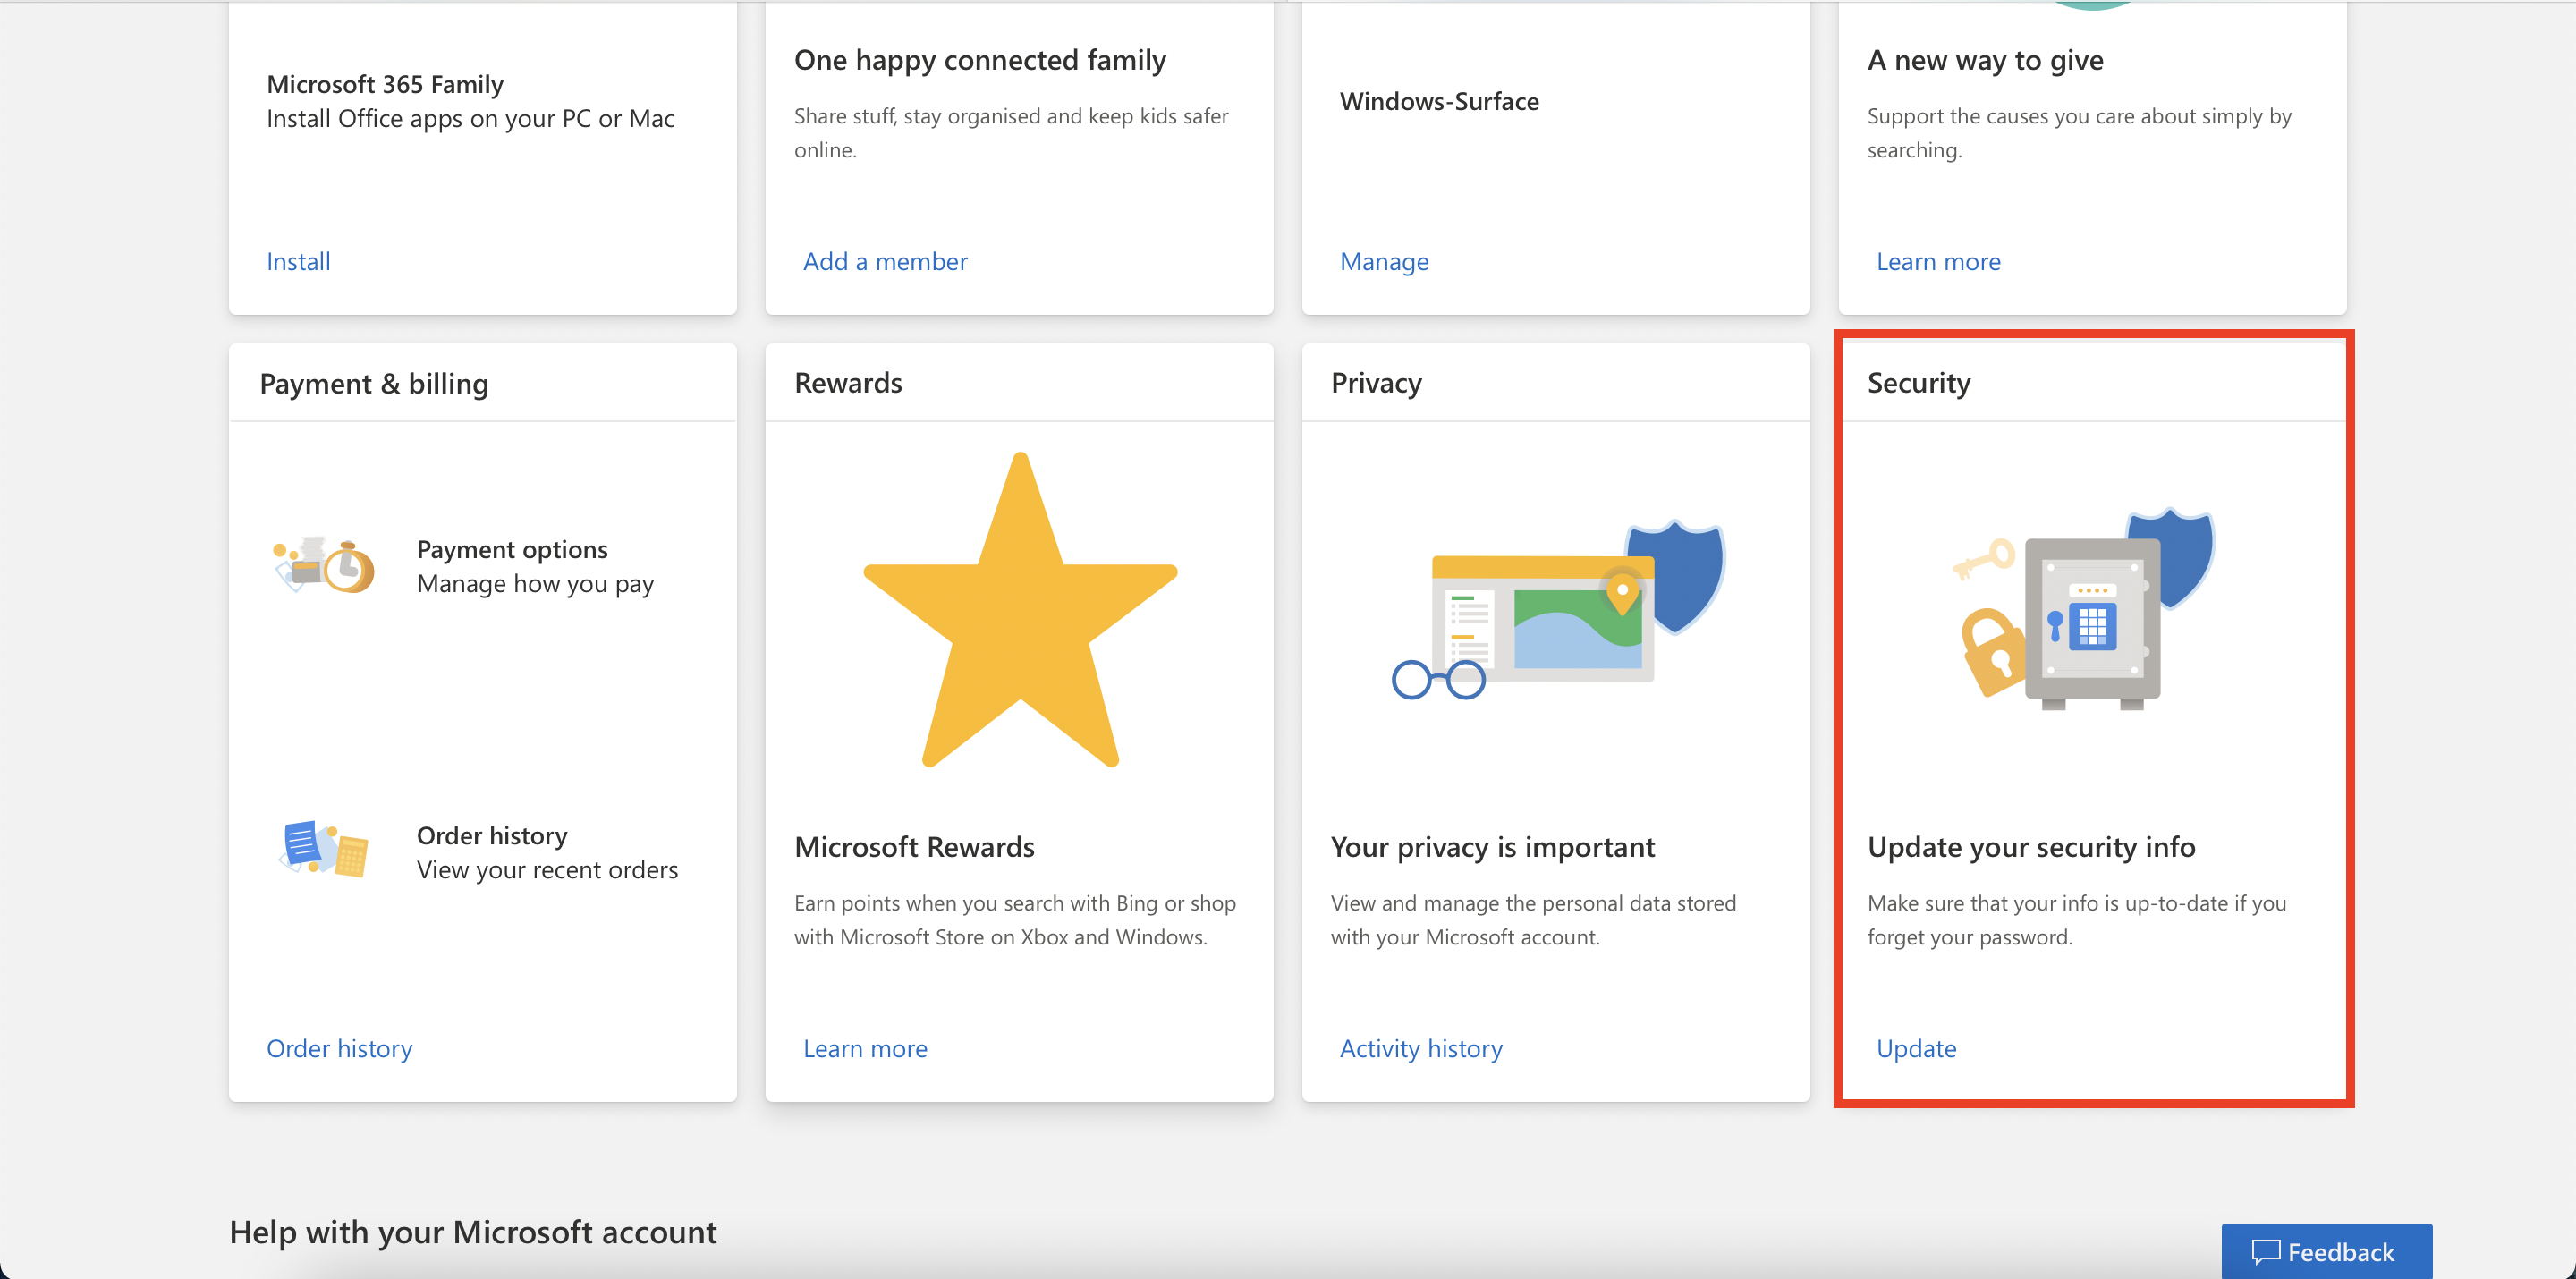 Microsoft 365 Family
Install Office apps on your PC or Mac
Install
One happy connected family
Share stuff, stay organised and keep kids safer
online.
Add a member
Windows-Surface
Manage
A new way to give
Support the causes you care about simply by
searching.
Learn more
Payment & billing
Payment options
Manage how you pay
Order history
View your recent orders
Order history
Rewards
Microsoft Rewards
Earn points when you search with Bing or shop
with Microsoft Store on Xbox and Windows.
Learn more
Privacy
Your privacy is important
View and manage the personal data stored
with your Microsoft account.
Activity history
Security
Update your security info
Make sure that your info is up-to-date if you
forget your password.
Update
Help with your Microsoft account
Feedback